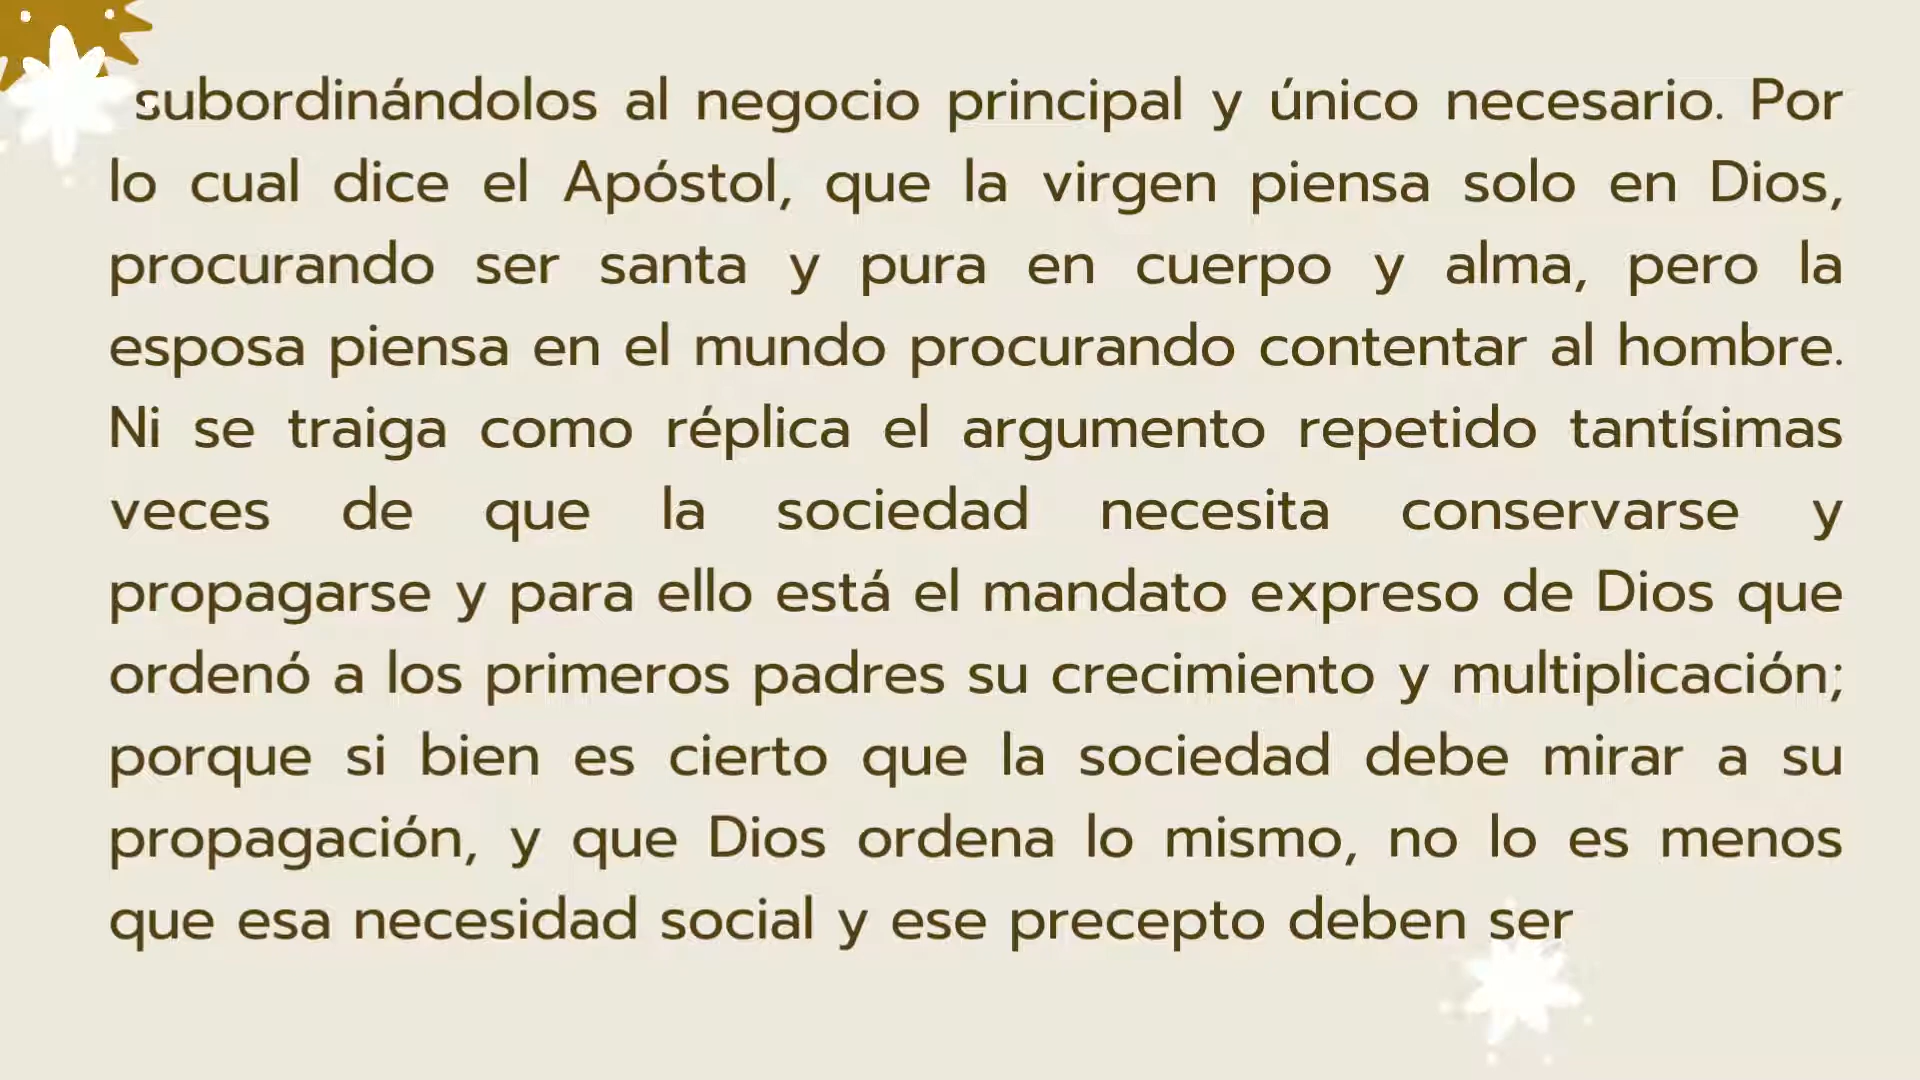 subordinándolos al negocio principal y único necesario. Por
lo cual dice el Apóstol, que la virgen piensa solo en Dios,
procurando ser santa y pura en cuerpo y alma, pero la
esposa piensa en el mundo procurando contentar al hombre.
Ni se traiga como réplica el argumento repetido tantísimas
veces de que la sociedad necesita conservarse y
propagarse y para ello está el mandato expreso de Dios que
ordenó a los primeros padres su crecimiento y multiplicación;
porque si bien es cierto que la sociedad debe mirar a su
propagación, y que Dios ordena lo mismo, no lo es menos
que esa necesidad social y ese precepto deben ser